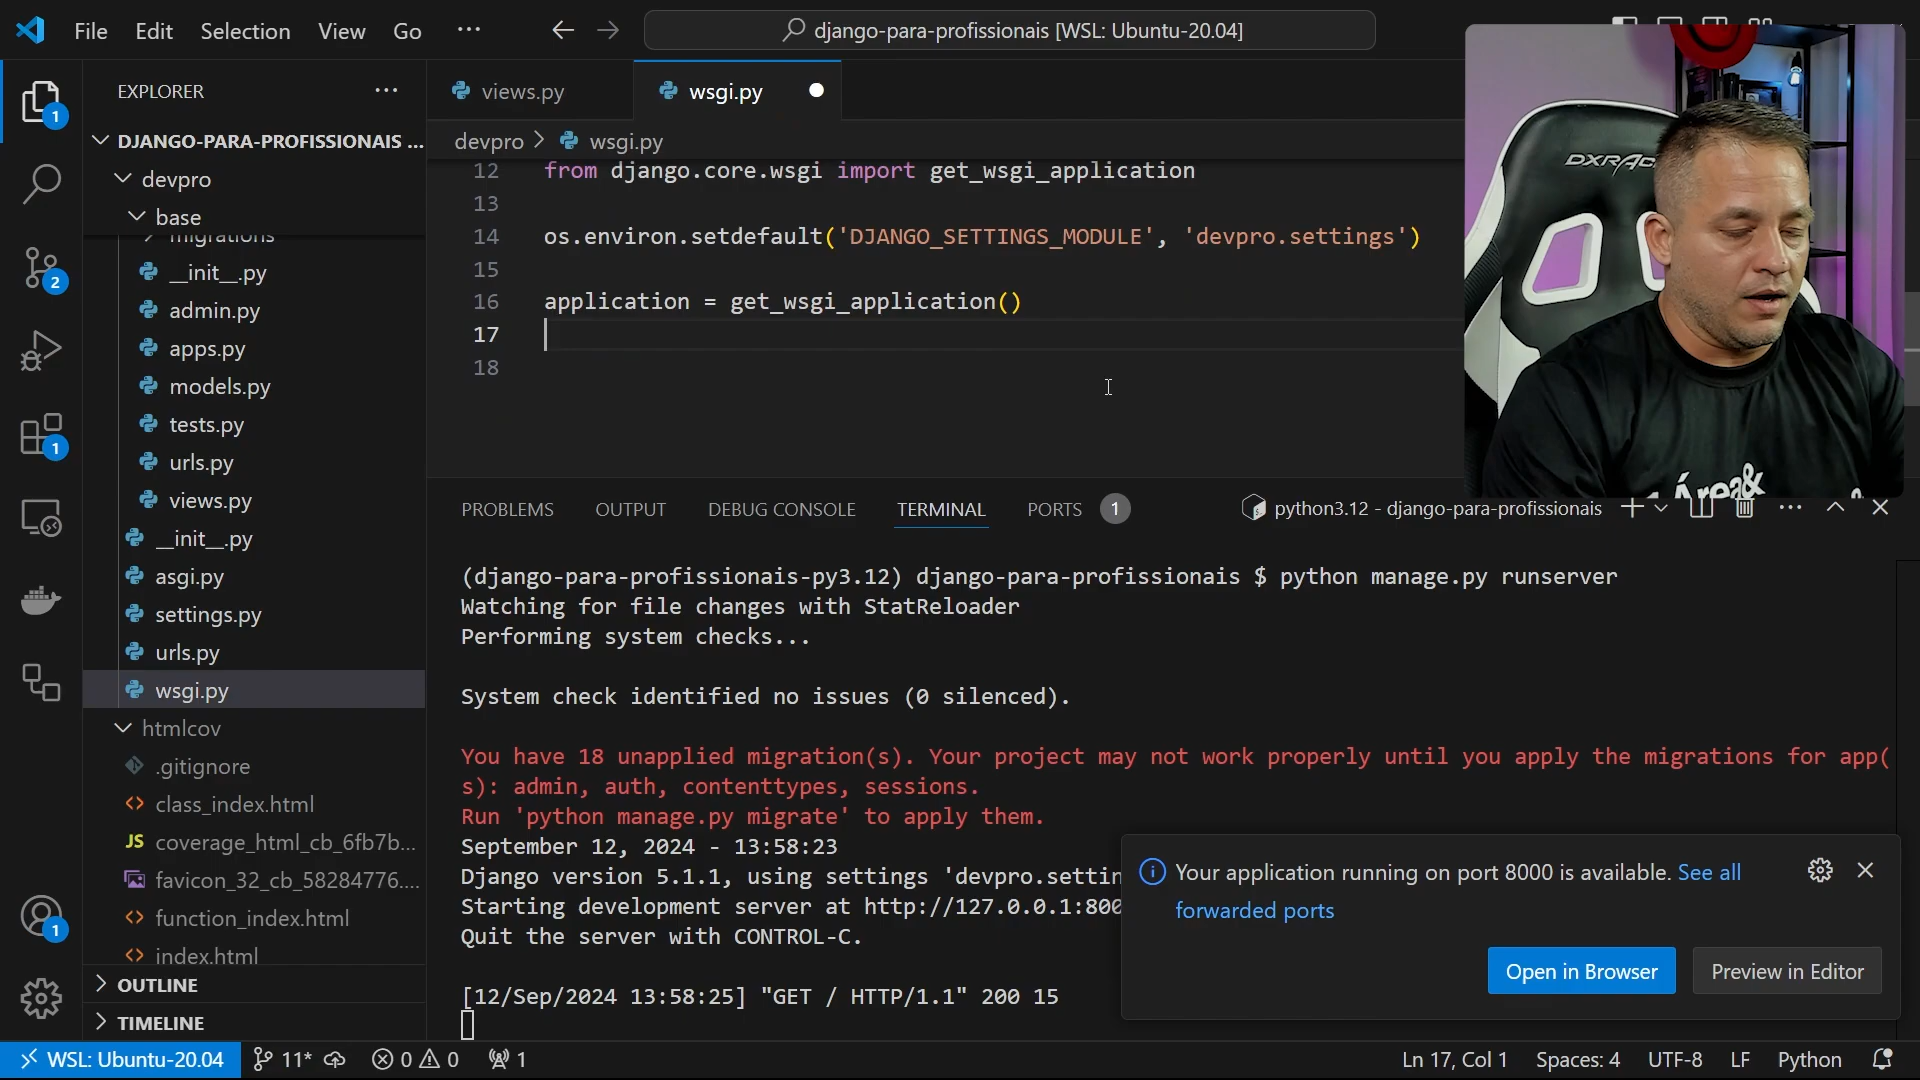 File Edit Selection View Go ···
django-para-profissionais [WSL: Ubuntu-20.04]
EXPLORER
DJANGO-PARA-PROFISSIONAIS ...
devpro
base
migrations
__init__.py
admin.py
apps.py
models.py
tests.py
urls.py
views.py
__init__.py
asgi.py
settings.py
urls.py
wsgi.py
htmlcov
.gitignore
class_index.html
coverage_html_cb_6fb7b...
favicon_32_cb_58284776....
function_index.html
index.html
OUTLINE
TIMELINE
1
2
1
1
views.py
wsgi.py
devpro > wsgi.py
12 from django.core.wsgi import get_wsgi_application
13
14 os.environ.setdefault('DJANGO_SETTINGS_MODULE', 'devpro.settings')
15
16 application = get_wsgi_application()
17
18
DXRAC
Área&
PROBLEMS OUTPUT DEBUG CONSOLE TERMINAL PORTS 1
python3.12 - django-para-profissionais
(django-para-profissionais-py3.12) django-para-profissionais $ python manage.py runserver
Watching for file changes with StatReloader
Performing system checks...
System check identified no issues (0 silenced).
You have 18 unapplied migration(s). Your project may not work properly until you apply the migrations for app(
s): admin, auth, contenttypes, sessions.
Run 'python manage.py migrate' to apply them.
September 12, 2024 - 13:58:23
Django version 5.1.1, using settings 'devpro.settin
Starting development server at http://127.0.0.1:800
Quit the server with CONTROL-C.
[12/Sep/2024 13:58:25] "GET / HTTP/1.1" 200 15
Your application running on port 8000 is available. See all
forwarded ports
Open in Browser
Preview in Editor
WSL: Ubuntu-20.04 11* 0 0 1
Ln 17, Col 1 Spaces: 4 UTF-8 LF Python